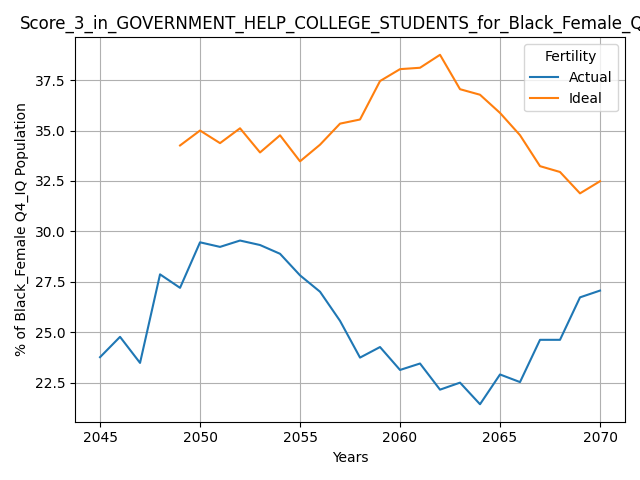 Score_3_in_GOVERNMENT_HELP_COLLEGE_STUDENTS_for_Black_Female_Q
Fertility
Actual
Ideal
% of Black_Female Q4_IQ Population
37.5
35.0
32.5
30.0
27.5
25.0
22.5
2045
2050
2055
2060
2065
2070
Years